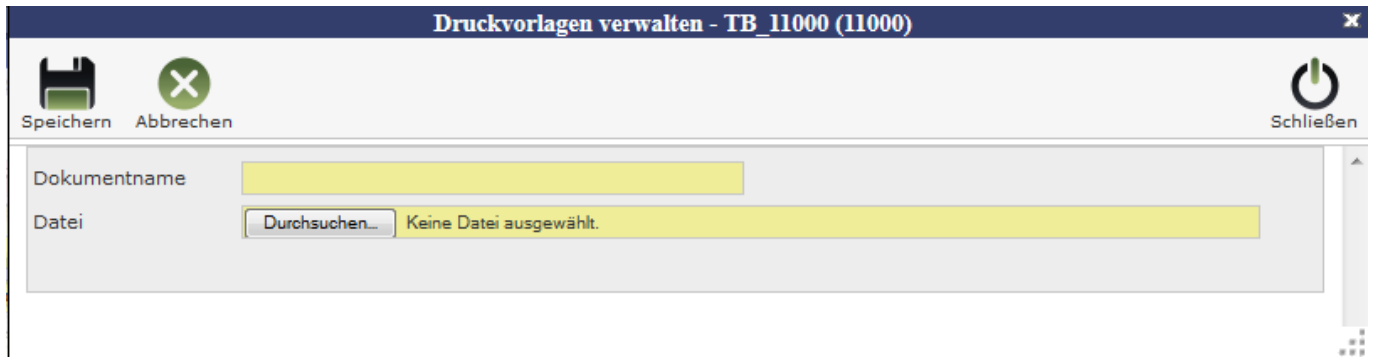 Druckvorlagen verwalten - TB_11000 (11000)
Speichern Abbrechen Schließen
Dokumentname
Datei Durchsuchen... Keine Datei ausgewählt.